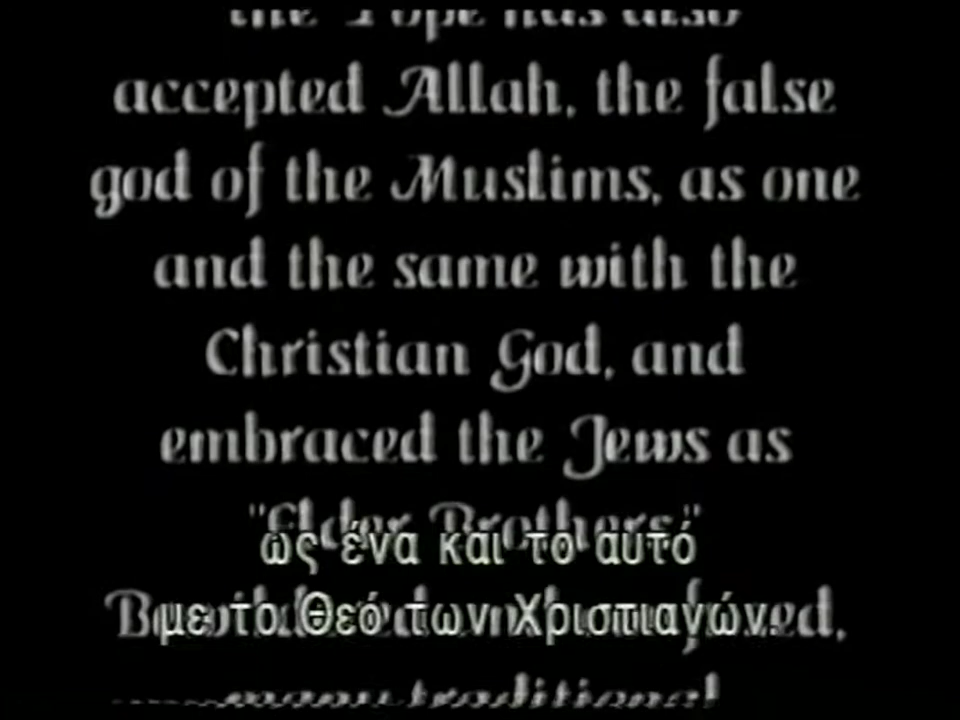 the Pope has also
accepted Allah, the false
god of the Muslims, as one
and the same with the
Christian God, and
embraced the Jews as
"Elder Brothers."
ως ένα και το αυτό
με το Θεό των Χριστιανών.
many traditional